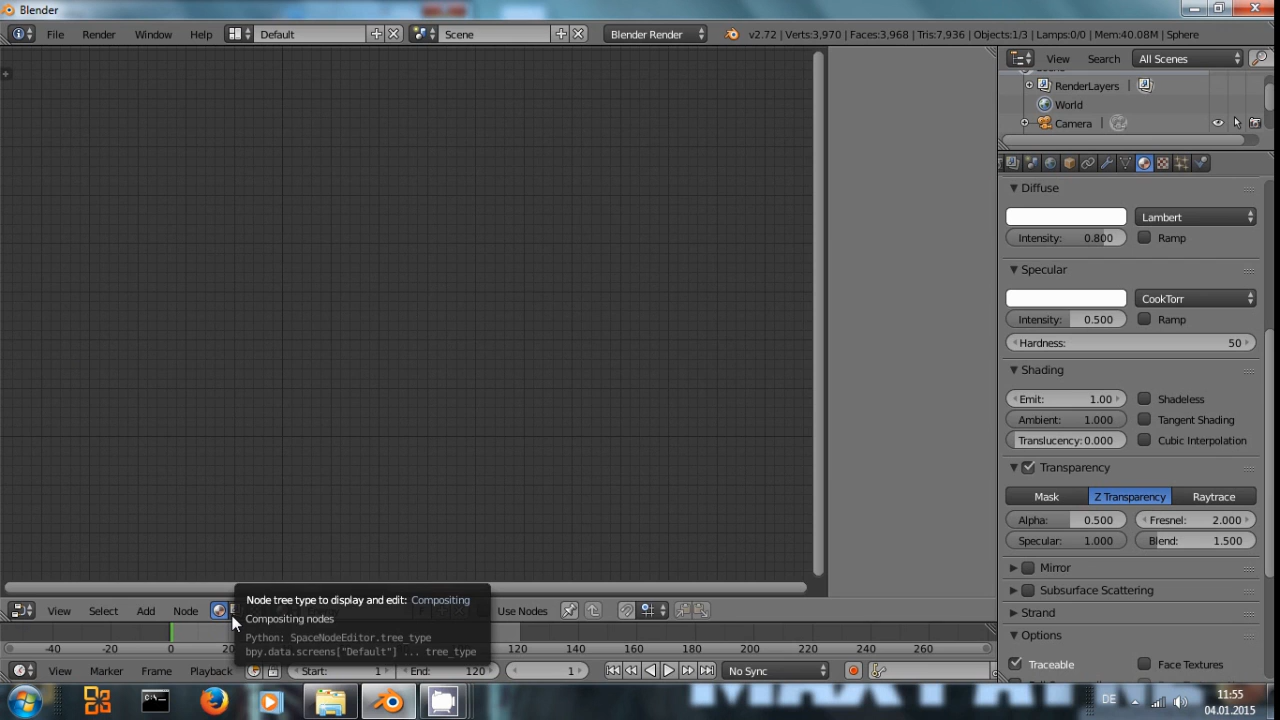 Blender
File Render Window Help Default Scene Blender Render v2.72 | Verts:3,970 | Faces:3,968 | Tris:7,936 | Objects:1/3 | Lamps:0/0 | Mem:40.08M | Sphere
View Search All Scenes
RenderLayers
World
Camera
Diffuse
Lambert
Intensity: 0.800 Ramp
Specular
CookTorr
Intensity: 0.500 Ramp
Hardness: 50
Shading
Emit: 1.00 Shadeless
Ambient: 1.000 Tangent Shading
Translucency: 0.000 Cubic Interpolation
Transparency
Mask Z Transparency Raytrace
Alpha: 0.500 Fresnel: 2.000
Specular: 1.000 Blend: 1.500
Mirror
Subsurface Scattering
Strand
Options
Traceable Face Textures
Node tree type to display and edit: Compositing
Compositing nodes
Python: SpaceNodeEditor.tree_type
bpy.data.screens["Default"] ... tree_type
View Select Add Node Use Nodes
-40 -20 0 120 140 160 180 200 220 240 260
View Marker Frame Playback Start: 1 End: 120 1 No Sync
DE 11:55
04.01.2015